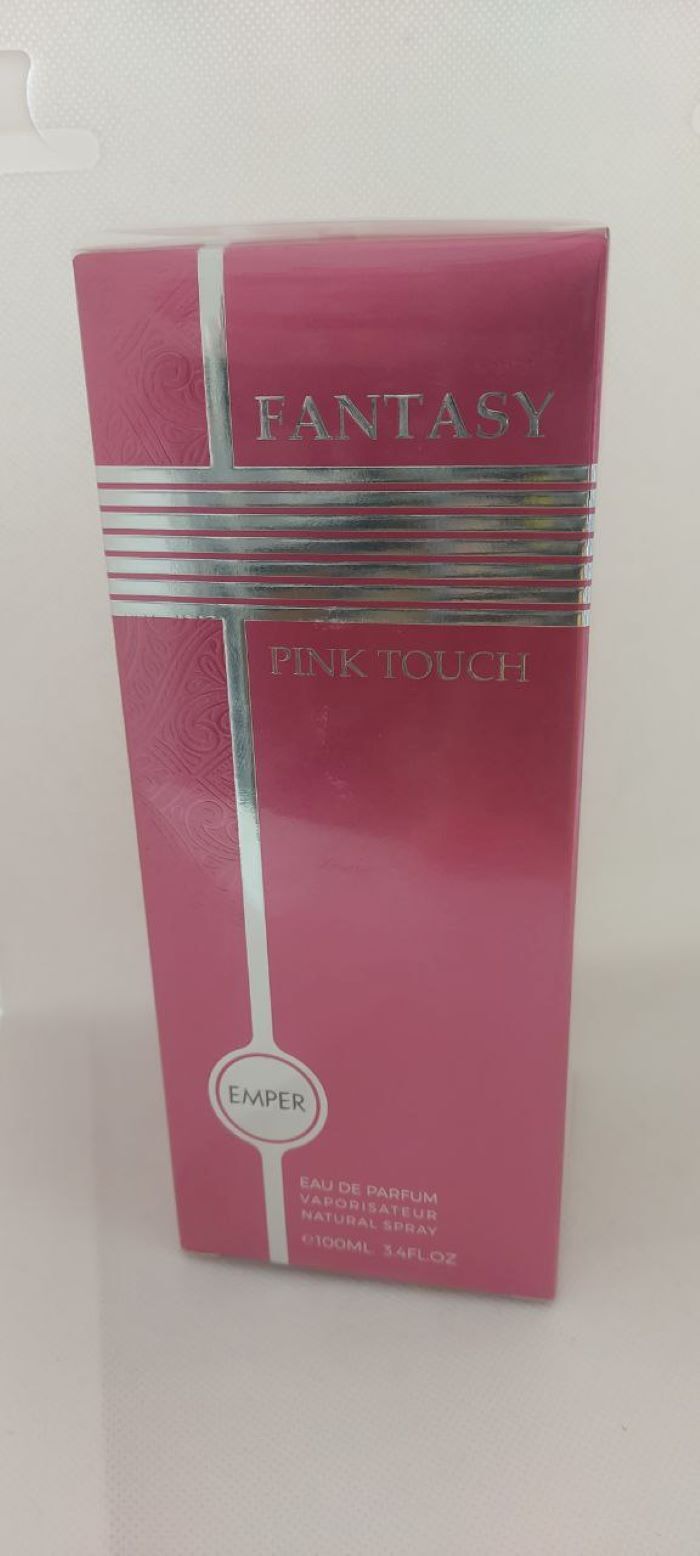 FANTASY
PINK TOUCH
EMPER
EAU DE PARFUM
VAPORISATEUR
NATURAL SPRAY
℮100ML 3.4FL.OZ